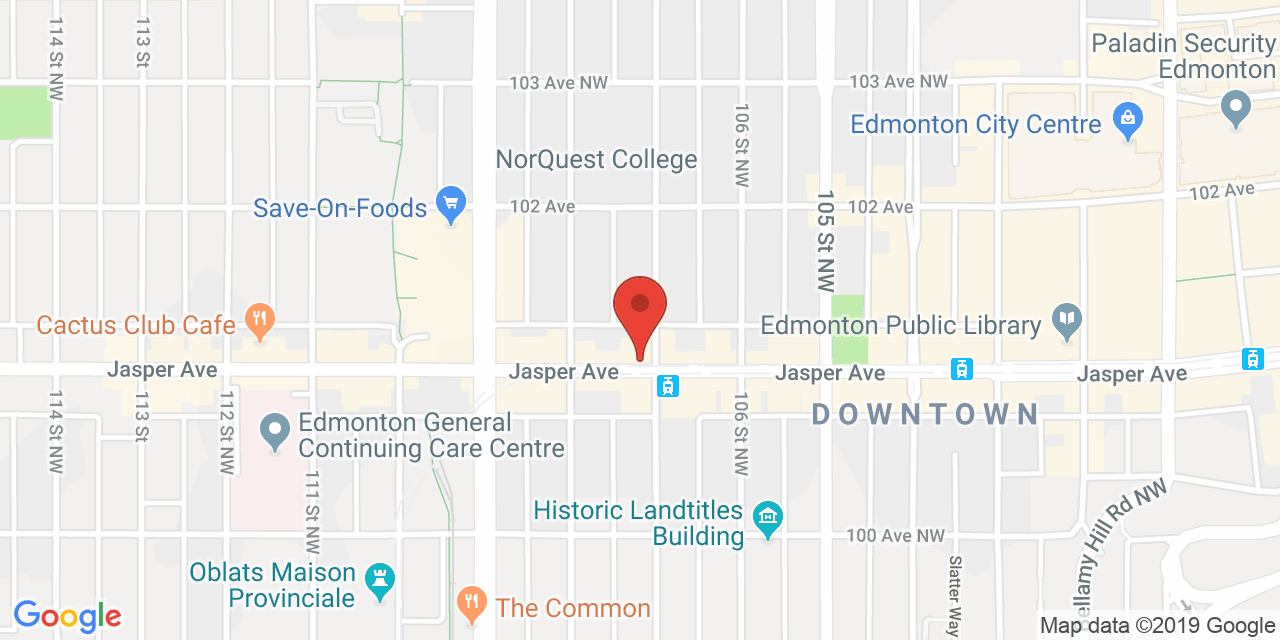 114 St NW
113 St
103 Ave NW
103 Ave NW
Paladin Security
Edmonton
Edmonton City Centre
106 St NW
NorQuest College
102 Ave
Save-On-Foods
102 Ave
102 Ave
105 St NW
Cactus Club Cafe
Edmonton Public Library
Jasper Ave
Jasper Ave
Jasper Ave
Jasper Ave
114 St NW
113 St
112 St NW
106 St NW
DOWNTOWN
Edmonton General
Continuing Care Centre
111 St NW
Historic Landtitles
Building
100 Ave NW
Bellamy Hill Rd NW
Slatter Way
Oblats Maison
Provinciale
The Common
Google
Map data ©2019 Google